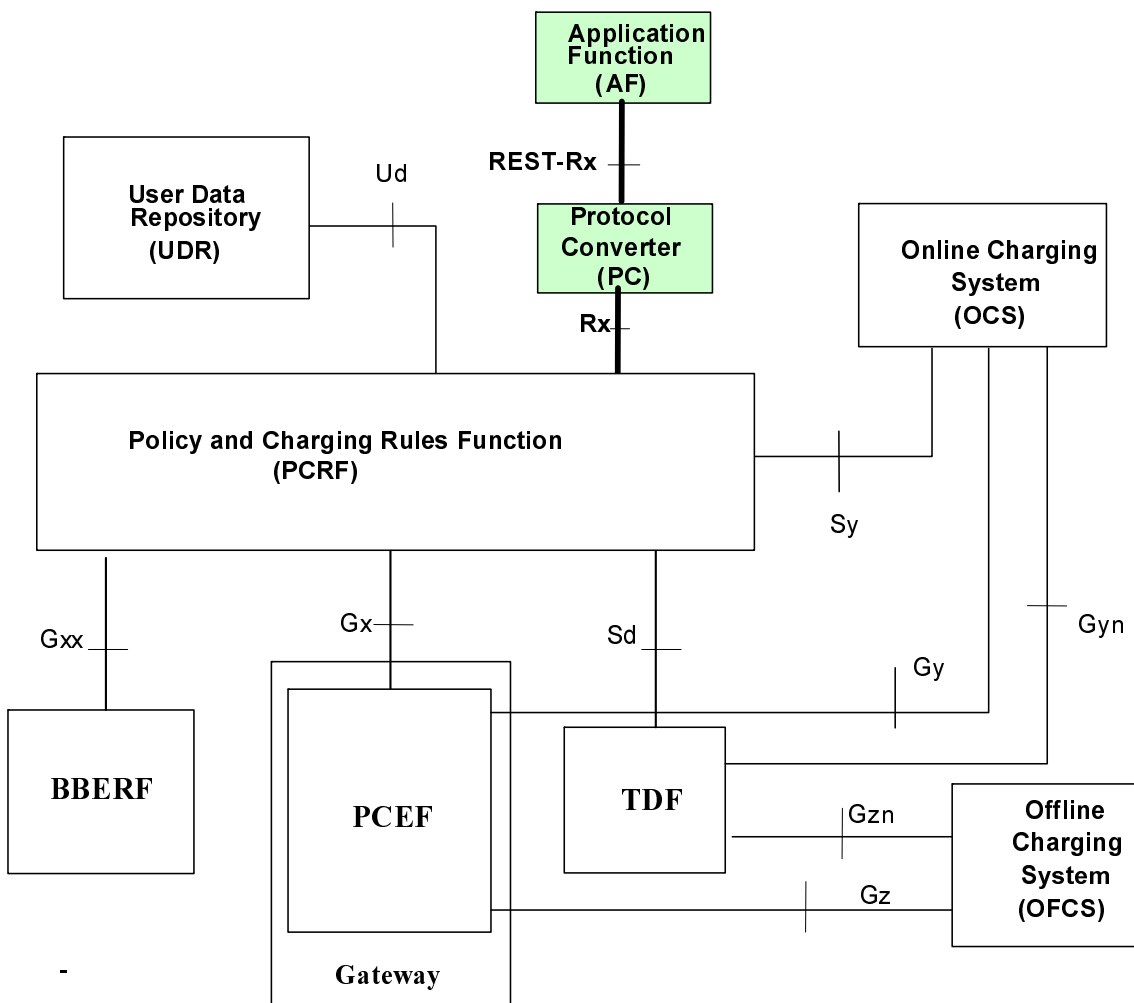 Application
Function
(AF)
REST-Rx
Ud
User Data
Repository
(UDR)
Protocol
Converter
(PC)
Online Charging
System
(OCS)
Rx
Policy and Charging Rules Function
(PCRF)
Sy
Gxx
Gx
Sd
Gyn
Gy
BBERF
PCEF
TDF
Gzn
Offline
Charging
System
(OFCS)
Gz
Gateway
-